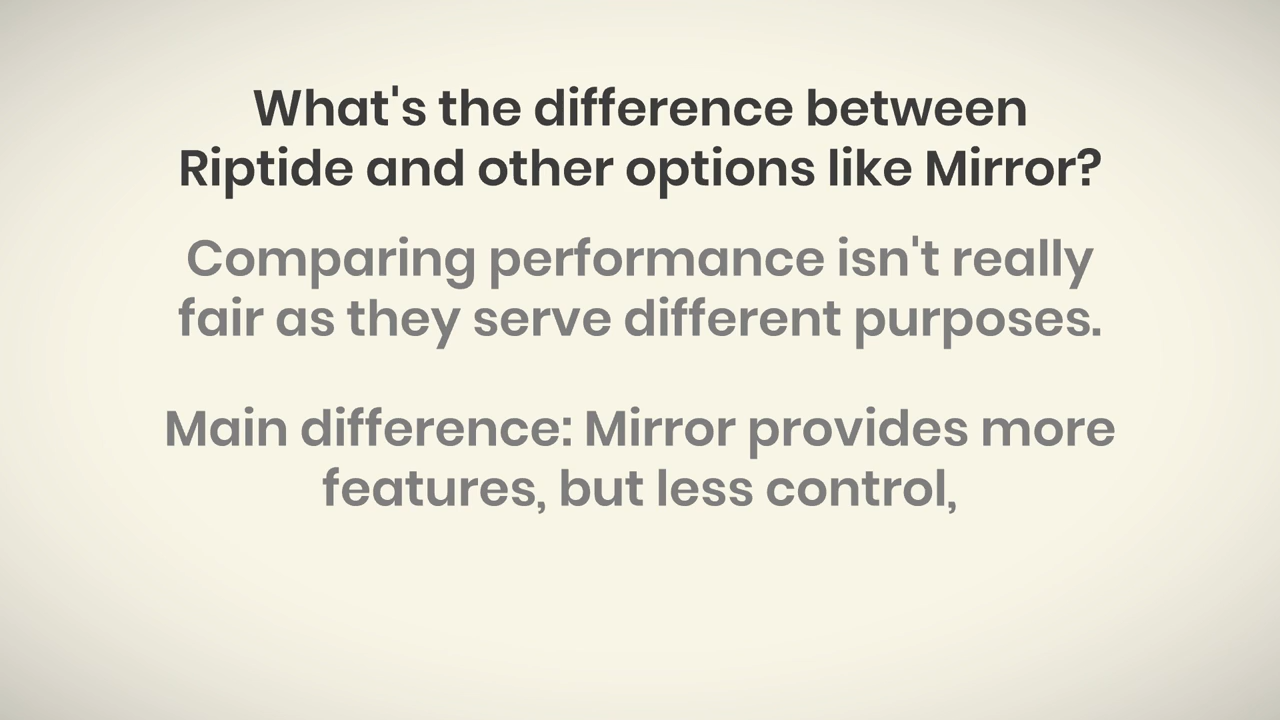 What's the difference between
Riptide and other options like Mirror?
Comparing performance isn't really
fair as they serve different purposes.
Main difference: Mirror provides more
features, but less control,